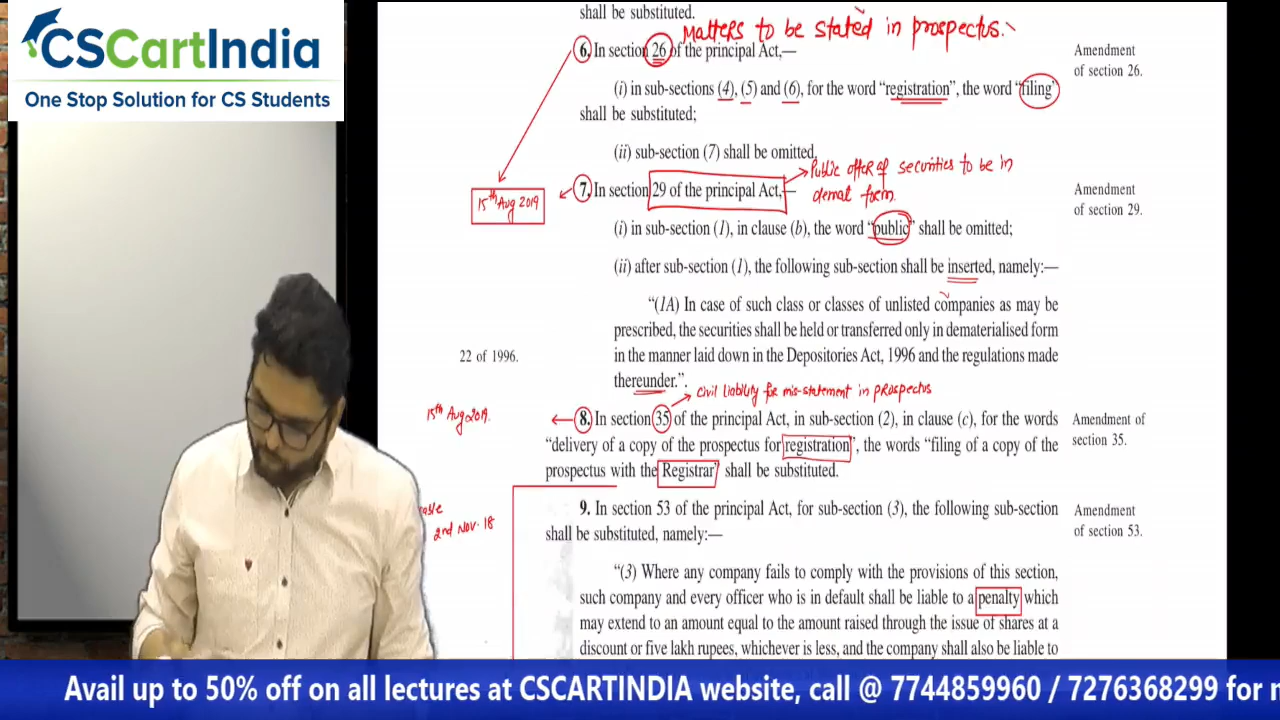 CSCartIndia
One Stop Solution for CS Students
shall be substituted.
Matters to be stated in prospectus.
6. In section 26 of the principal Act,—
Amendment
of section 26.
(i) in sub-sections (4), (5) and (6), for the word “registration”, the word “filing”
shall be substituted;
(ii) sub-section (7) shall be omitted.
Public offer of securities to be in
demat form.
15th Aug 2019
7. In section 29 of the principal Act,—
Amendment
of section 29.
(i) in sub-section (1), in clause (b), the word “public” shall be omitted;
(ii) after sub-section (1), the following sub-section shall be inserted, namely:—
“(1A) In case of such class or classes of unlisted companies as may be
prescribed, the securities shall be held or transferred only in dematerialised form
22 of 1996.
in the manner laid down in the Depositories Act, 1996 and the regulations made
thereunder.”.
civil liability for mis-statement in prospectus
15th Aug 2019.
8. In section 35 of the principal Act, in sub-section (2), in clause (c), for the words
“delivery of a copy of the prospectus for registration”, the words “filing of a copy of the
prospectus with the Registrar” shall be substituted.
Amendment of
section 35.
2nd Nov. 18
9. In section 53 of the principal Act, for sub-section (3), the following sub-section
shall be substituted, namely:—
Amendment
of section 53.
“(3) Where any company fails to comply with the provisions of this section,
such company and every officer who is in default shall be liable to a penalty which
may extend to an amount equal to the amount raised through the issue of shares at a
discount or five lakh rupees, whichever is less, and the company shall also be liable to
Avail up to 50% off on all lectures at CSCARTINDIA website, call @ 7744859960 / 7276368299 for